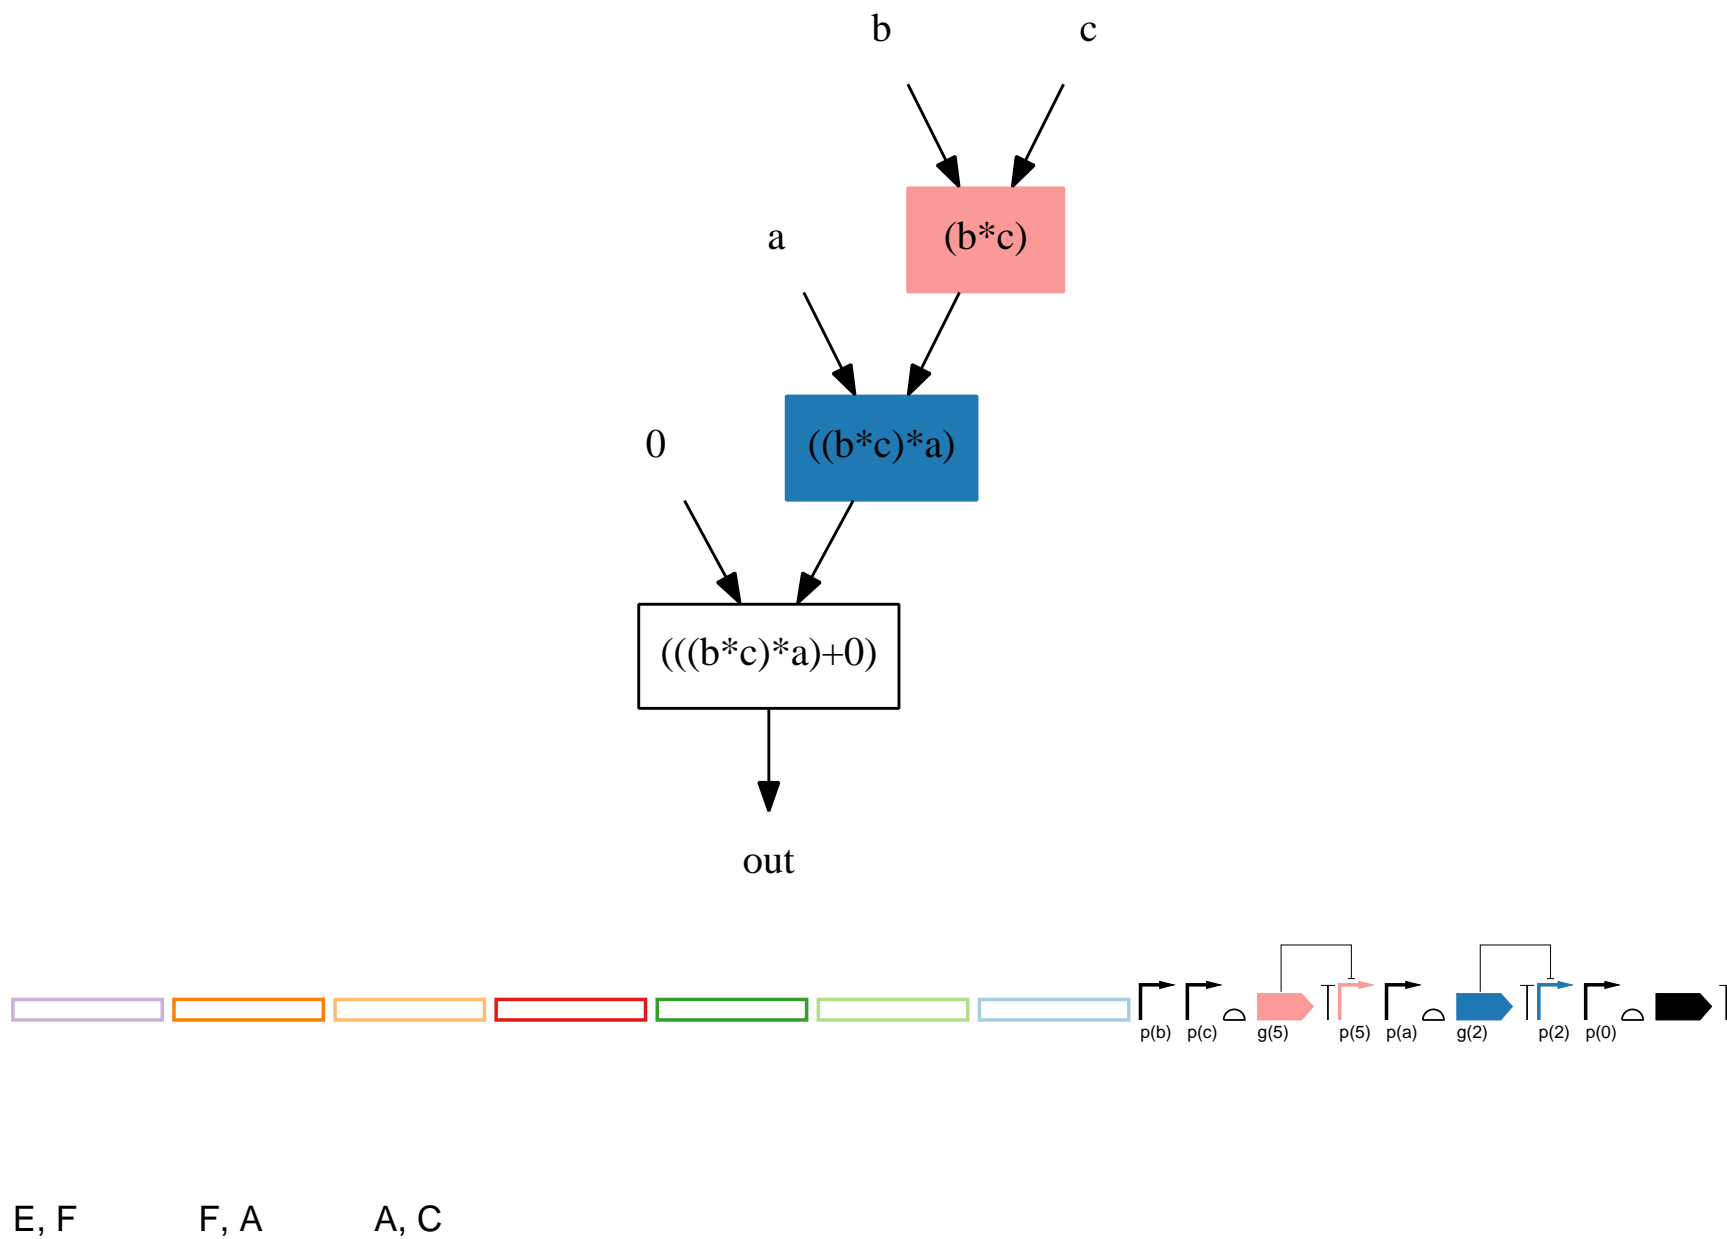 b c
(b*c)
a
((b*c)*a)
0
(((b*c)*a)+0)
out
p(b) p(c) g(5) p(5) p(a) g(2) p(2) p(0)
E, F F, A A, C